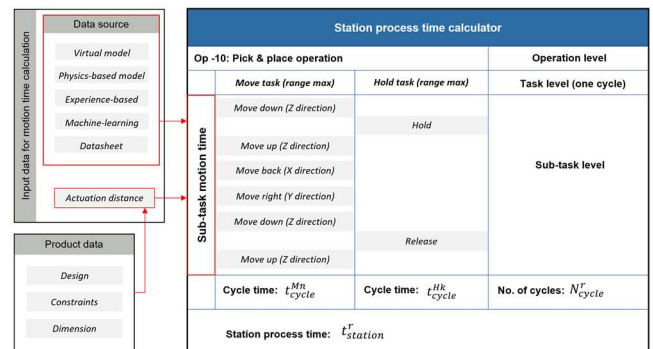 Input data for motion time calculation
Data source
Virtual model
Physics-based model
Experience-based
Machine-learning
Datasheet
Actuation distance
Product data
Design
Constraints
Dimension
Station process time calculator
Op -10: Pick & place operation
Operation level
Move task (range max)
Hold task (range max)
Task level (one cycle)
Sub-task motion time
Move down (Z direction)
Hold
Move up (Z direction)
Move back (X direction)
Sub-task level
Move right (Y direction)
Move down (Z direction)
Release
Move up (Z direction)
Cycle time: t_cycle^Mn
Cycle time: t_cycle^Hk
No. of cycles: N_cycle^r
Station process time: t_station^r